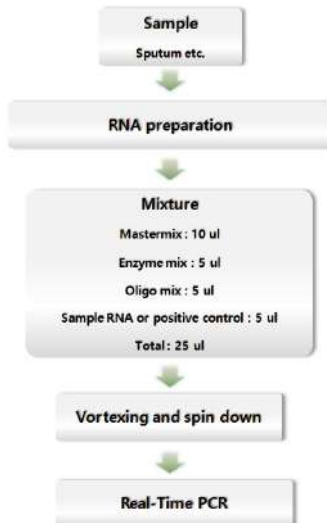 Sample
Sputum etc.
RNA preparation
Mixture
Mastermix : 10 ul
Enzyme mix : 5 ul
Oligo mix : 5 ul
Sample RNA or positive control : 5 ul
Total : 25 ul
Vortexing and spin down
Real-Time PCR